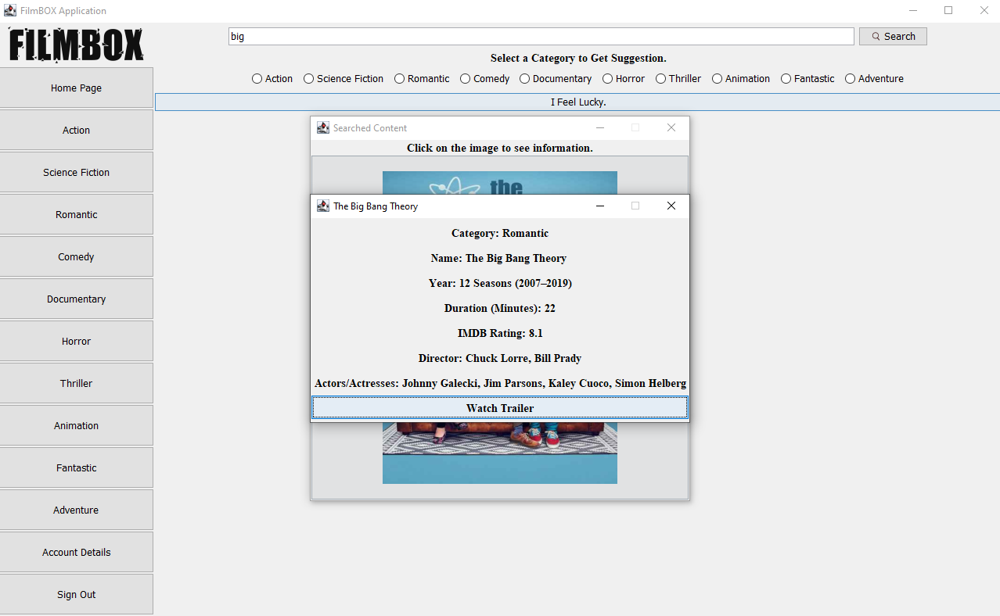 FilmBOX Application
FILMBOX
big
Search
Select a Category to Get Suggestion.
Action Science Fiction Romantic Comedy Documentary Horror Thriller Animation Fantastic Adventure
I Feel Lucky.
Home Page
Action
Science Fiction
Romantic
Comedy
Documentary
Horror
Thriller
Animation
Fantastic
Adventure
Account Details
Sign Out
Searched Content
Click on the image to see information.
the
The Big Bang Theory
Category: Romantic
Name: The Big Bang Theory
Year: 12 Seasons (2007–2019)
Duration (Minutes): 22
IMDB Rating: 8.1
Director: Chuck Lorre, Bill Prady
Actors/Actresses: Johnny Galecki, Jim Parsons, Kaley Cuoco, Simon Helberg
Watch Trailer